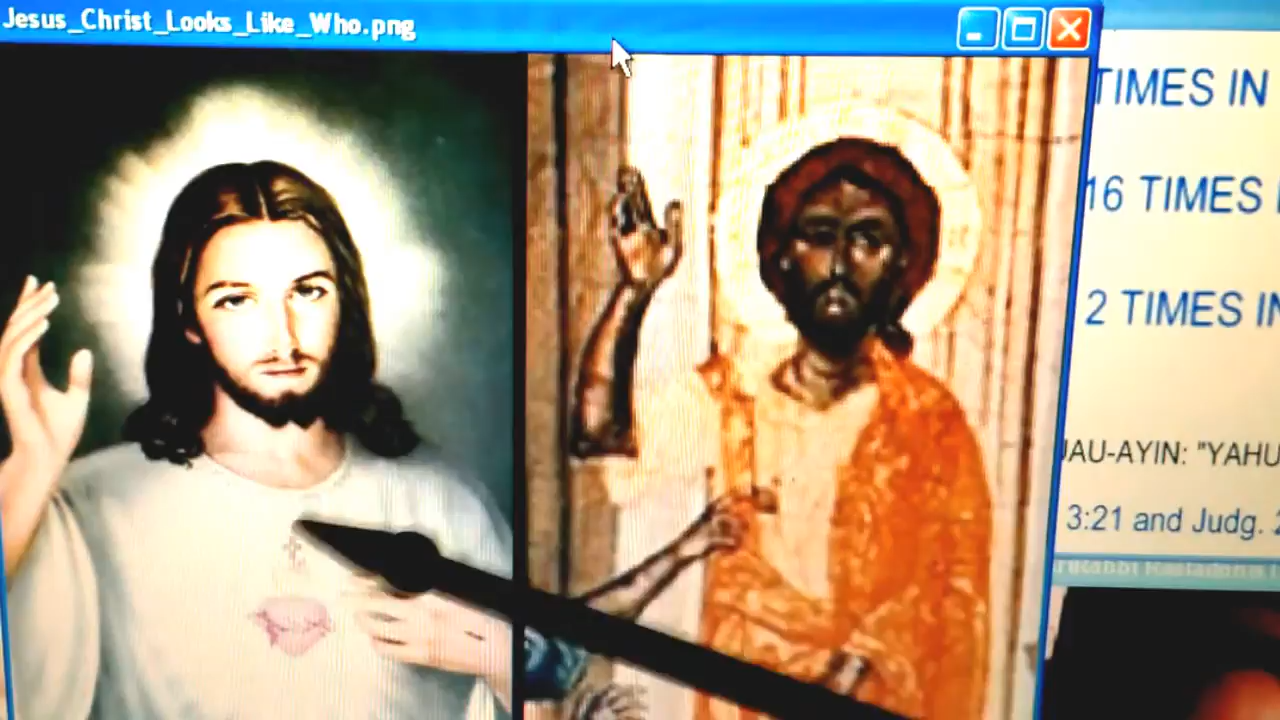 Jesus_Christ_Looks_Like_Who.png
TIMES IN
16 TIMES
2 TIMES IN
JAU-AYIN: "YAHU
3:21 and Judg.